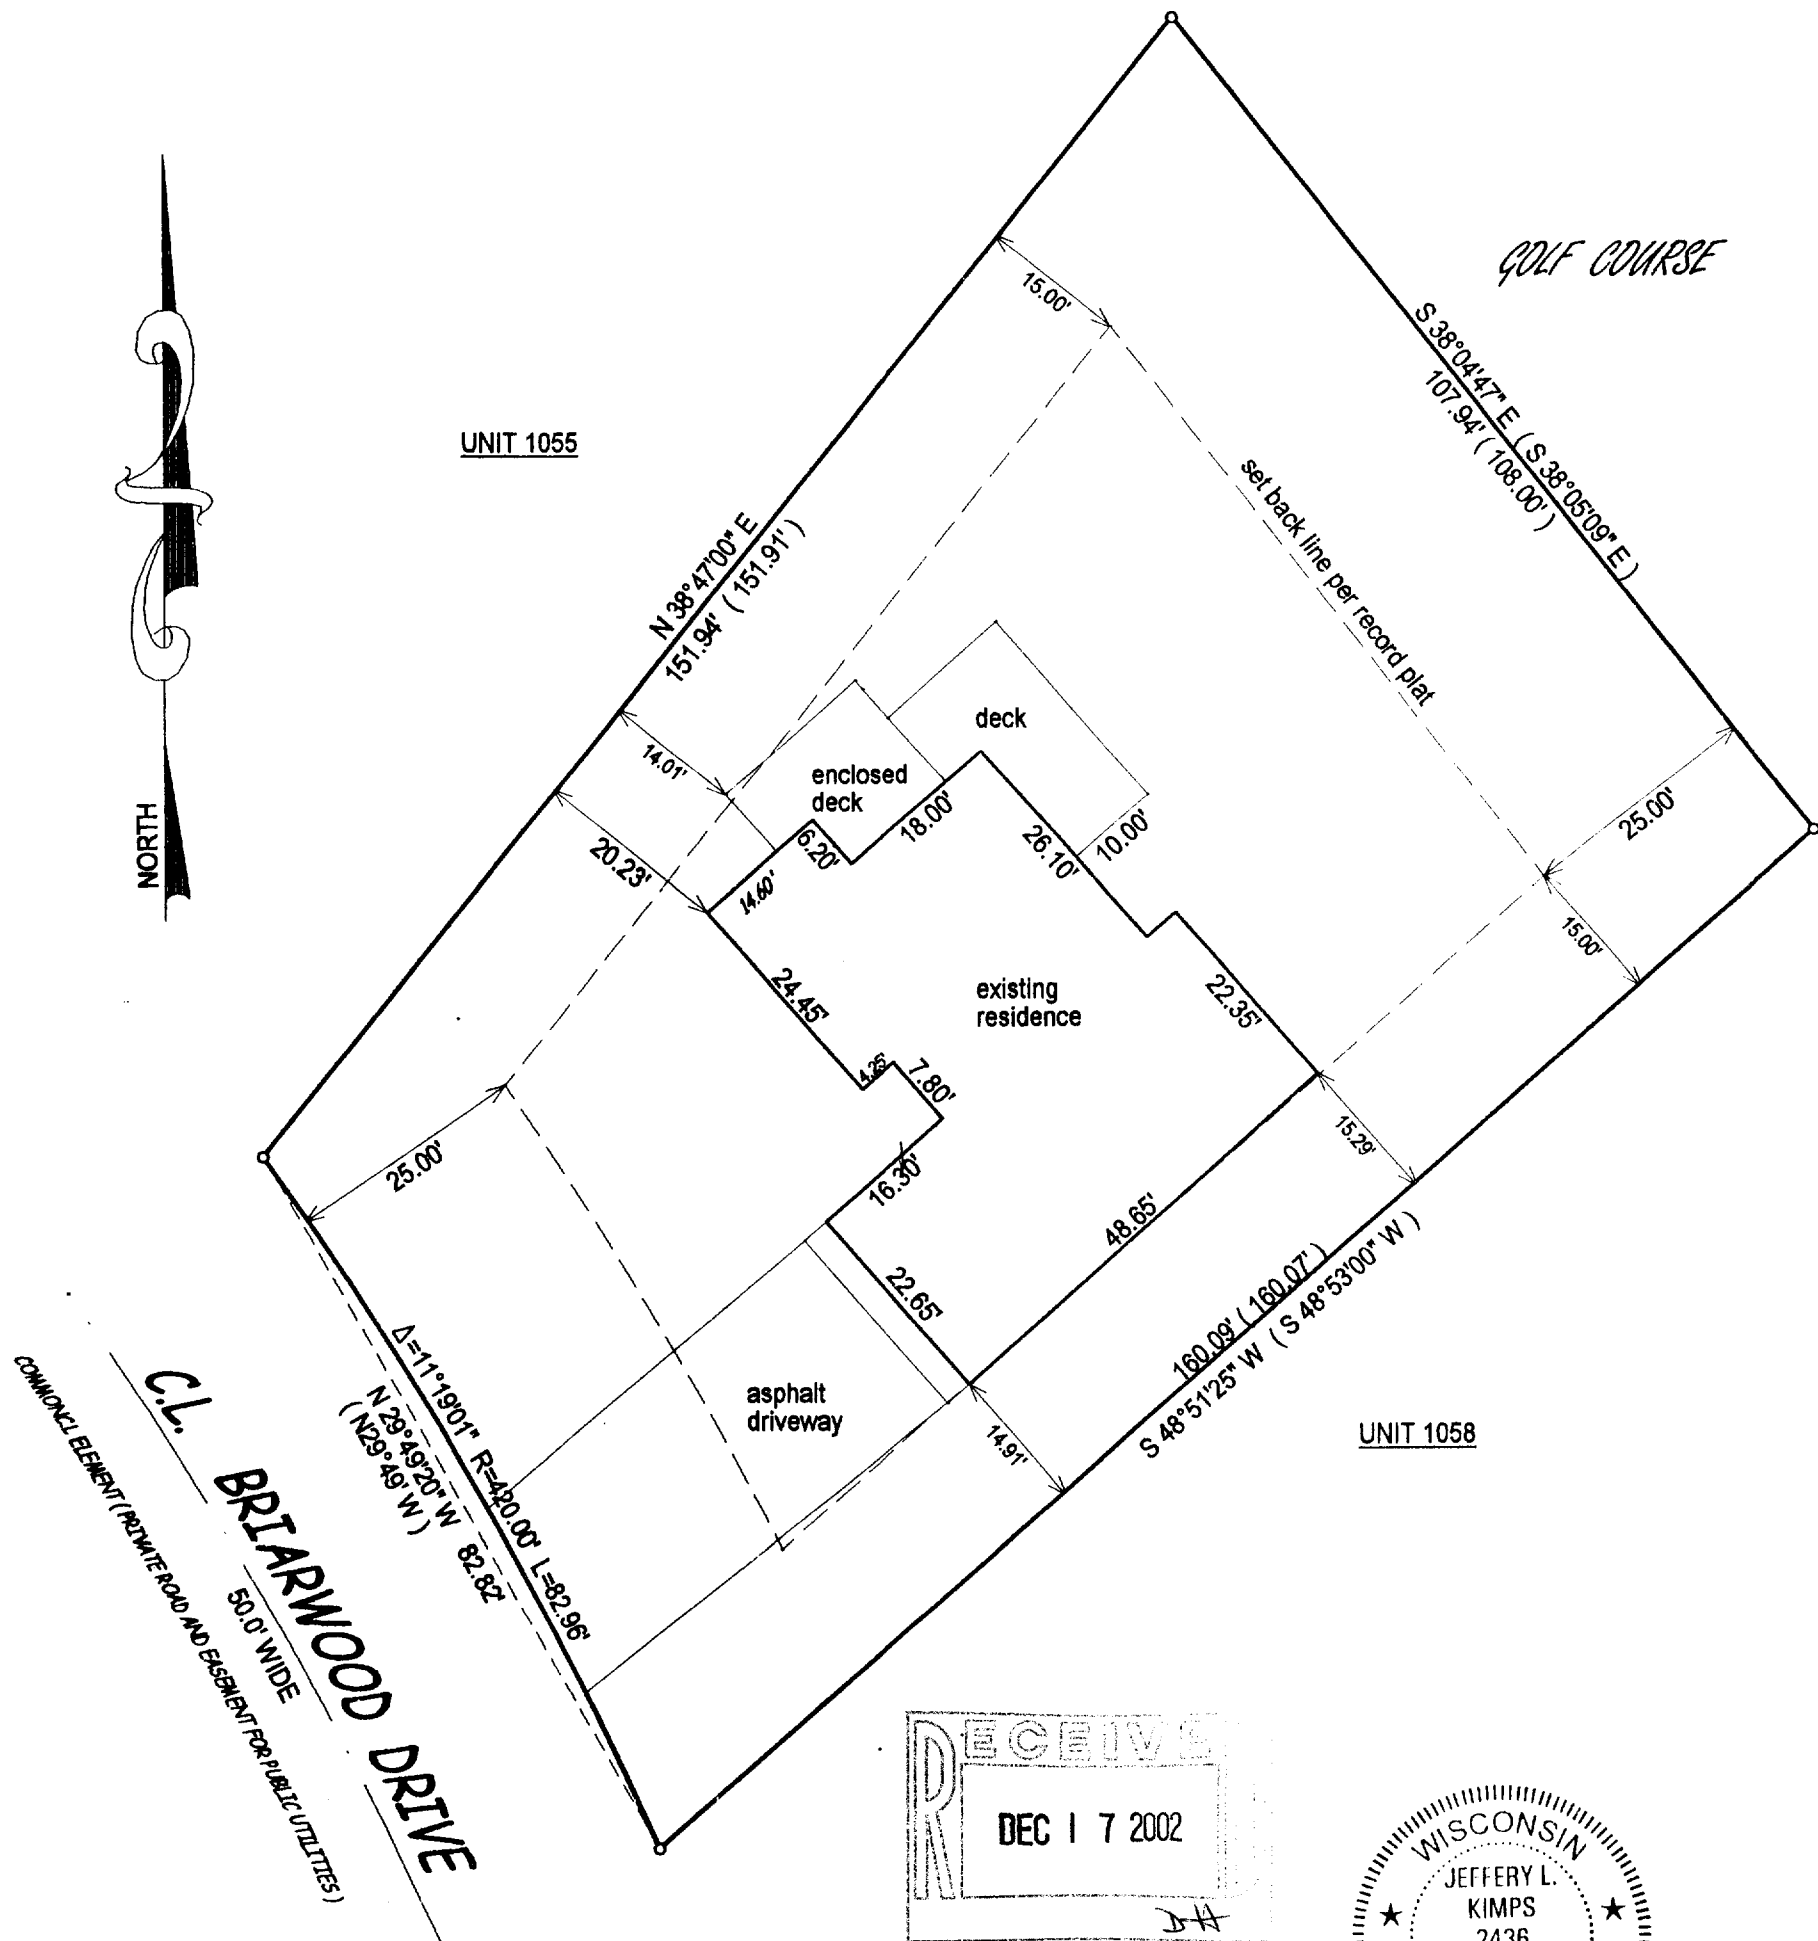 GOLF COURSE
S 38°04'47" E ( S 38°05'09" E )
107.94' ( 108.00' )
15.00'
UNIT 1055
N 38°47'00" E
151.94' ( 151.91' )
set back line per record plat
deck
14.01'
enclosed
deck
18.00'
6.20'
26.10'
10.00'
25.00'
NORTH
20.23'
14.60'
15.00'
24.45'
existing
residence
22.35'
4.25'
7.80'
15.29'
25.00'
16.30'
48.65'
22.65'
160.09' ( 160.07' )
S 48°51'25" W ( S 48°53'00" W )
Δ=11°19'01" R=420.00' L=82.96'
N 29°49'20" W 82.82'
( N29°49' W )
asphalt
driveway
14.91'
UNIT 1058
C.L. BRIARWOOD DRIVE
50.0' WIDE
COMMONCL ELEMENT ( PRIVATE ROAD AND EASEMENT FOR PUBLIC UTILITIES )
RECEIVED
DEC 17 2002
WISCONSIN
JEFFERY L.
KIMPS
2436